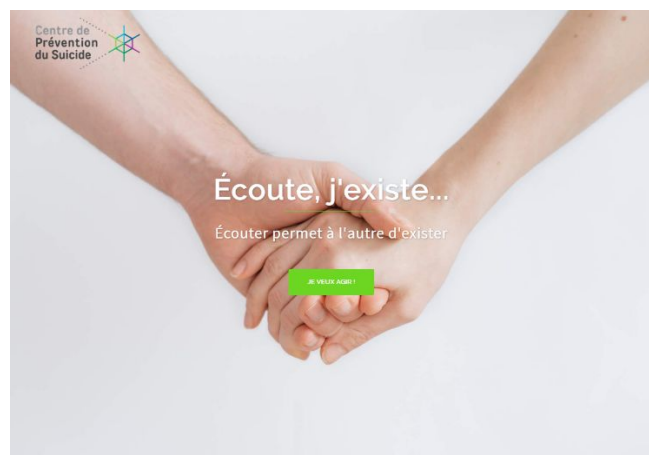 Centre de
Prévention
du Suicide
Écoute, j'existe...
Écouter permet à l'autre d'exister
JE VEUX AGIR !